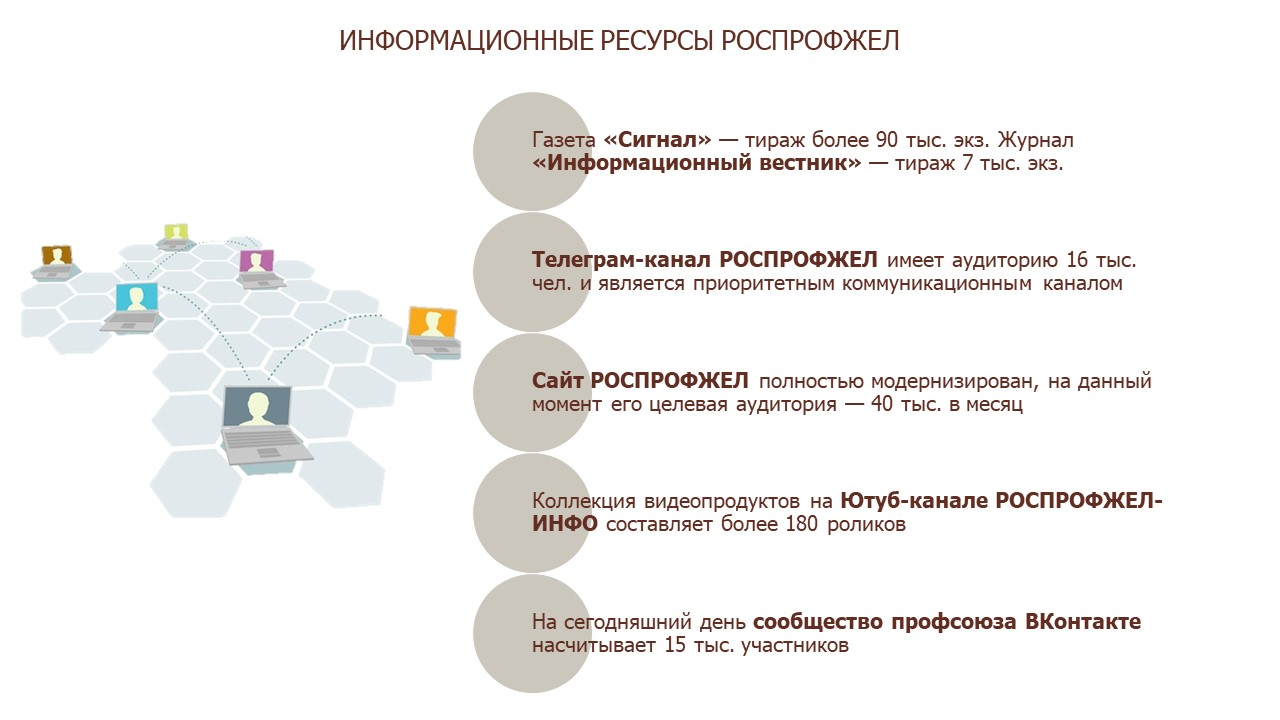 ИНФОРМАЦИОННЫЕ РЕСУРСЫ РОСПРОФЖЕЛ
Газета «Сигнал» — тираж более 90 тыс. экз. Журнал
«Информационный вестник» — тираж 7 тыс. экз.
Телеграм-канал РОСПРОФЖЕЛ имеет аудиторию 16 тыс.
чел. и является приоритетным коммуникационным каналом
Сайт РОСПРОФЖЕЛ полностью модернизирован, на данный
момент его целевая аудитория — 40 тыс. в месяц
Коллекция видеопродуктов на Ютуб-канале РОСПРОФЖЕЛ-
ИНФО составляет более 180 роликов
На сегодняшний день сообщество профсоюза ВКонтакте
насчитывает 15 тыс. участников